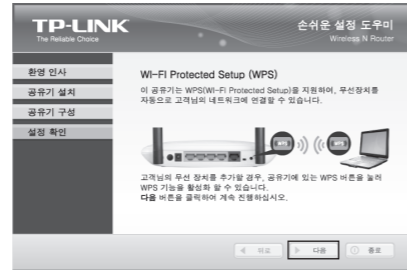 TP-LINK
The Reliable Choice
손쉬운 설정 도우미
Wireless N Router
환영 인사
공유기 설치
공유기 구성
설정 확인
WI-FI Protected Setup (WPS)
이 공유기는 WPS(WI-FI Protected Setup)을 지원하여, 무선장치를
자동으로 고객님의 네트워크에 연결할 수 있습니다.
WPS
WPS
고객님의 무선 장치를 추가할 경우, 공유기에 있는 WPS 버튼을 눌러
WPS 기능을 활성화 할 수 있습니다.
다음 버튼을 클릭하여 계속 진행하십시오.
뒤로
다음
종료